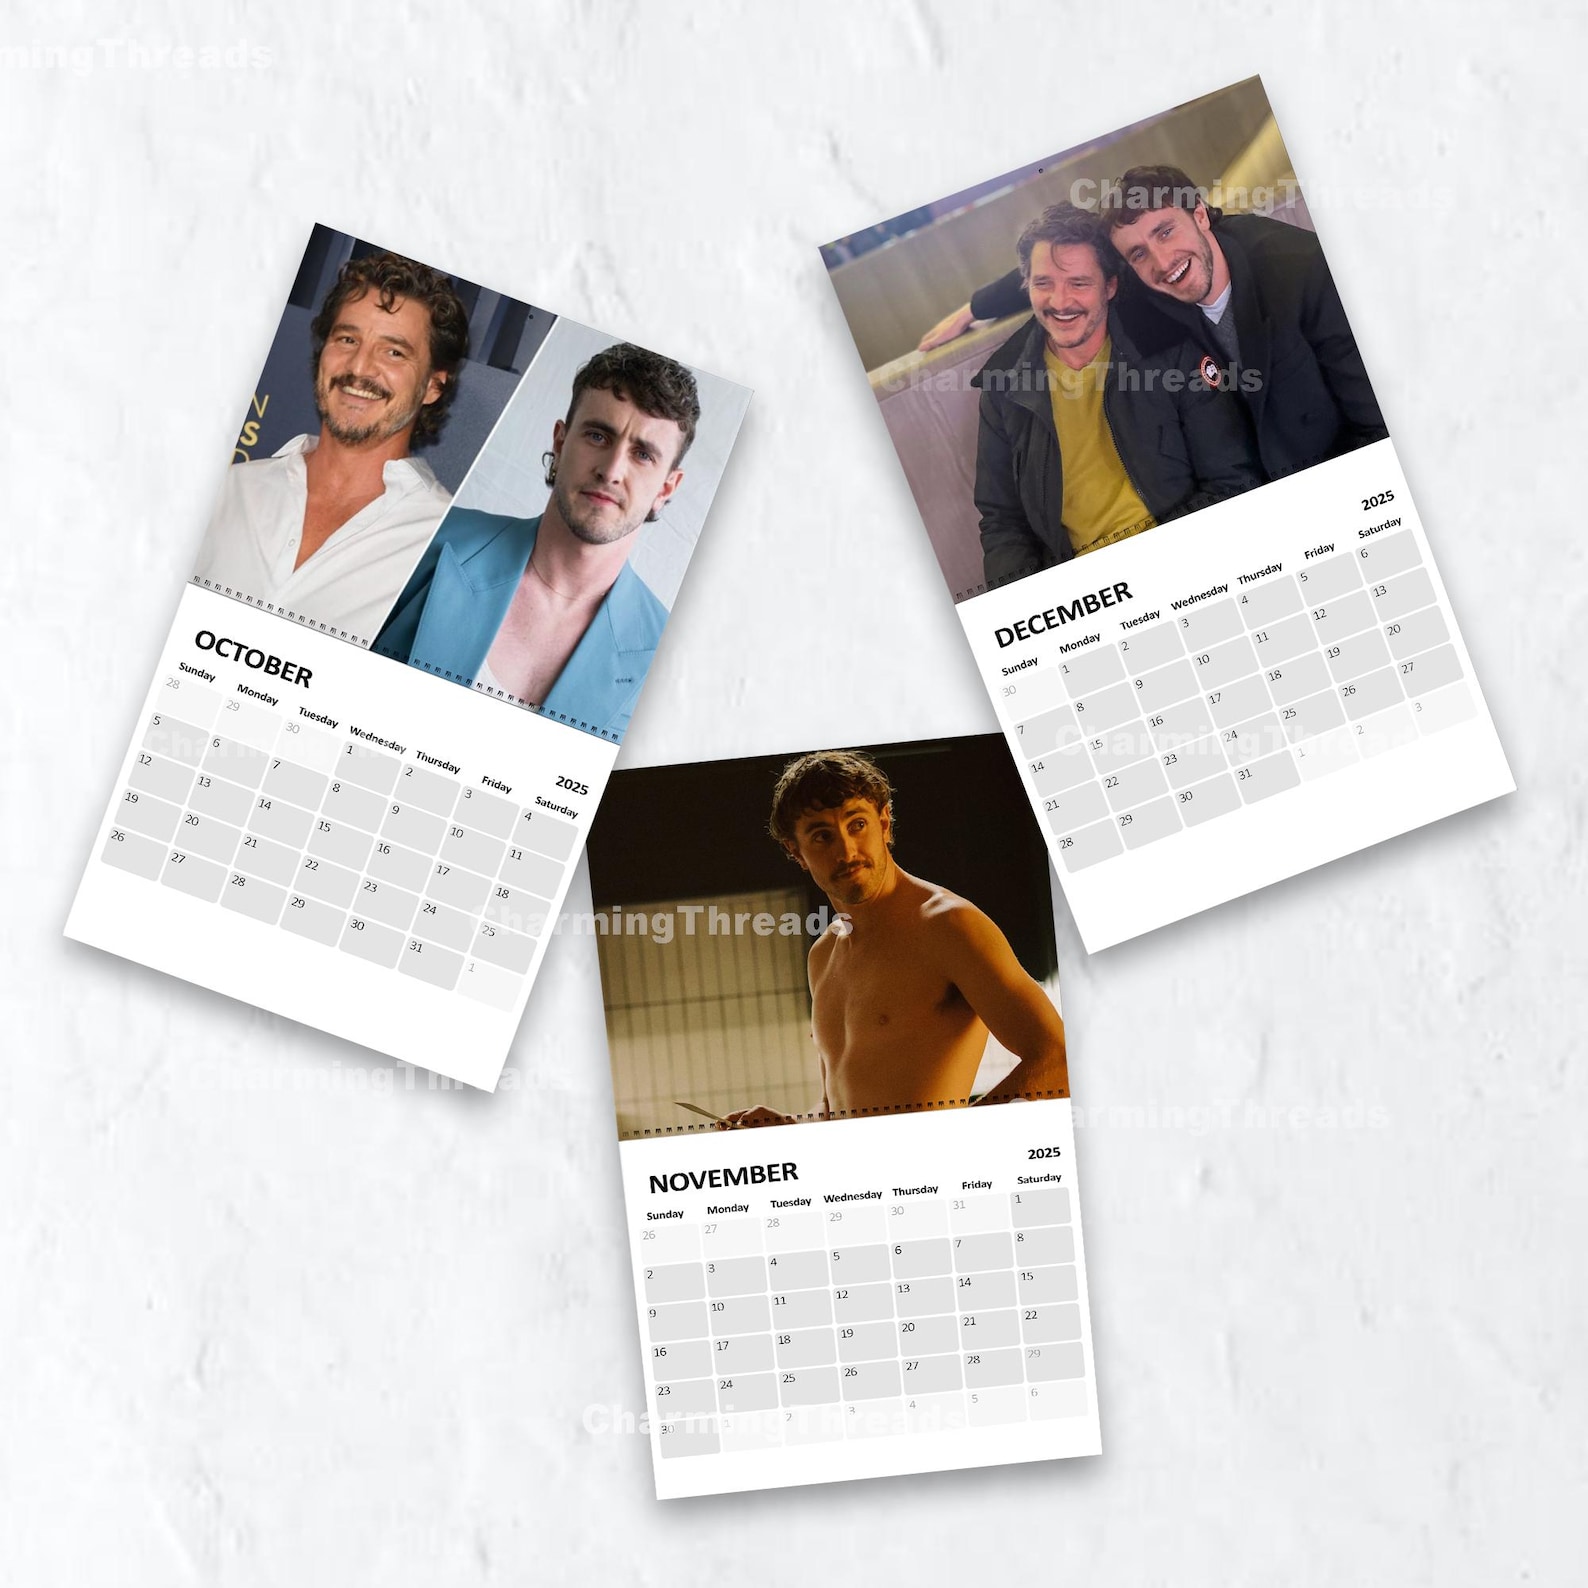 mingThreads
CharmingThreads
CharmingThreads
N
S
D
OCTOBER
2025
Sunday Monday Tuesday Wednesday Thursday Friday Saturday
28 29 30 1 2 3 4
5 6 7 8 9 10 11
12 13 14 15 16 17 18
19 20 21 22 23 24 25
26 27 28 29 30 31 1
CharmingThreads
CharmingThreads
DECEMBER
2025
Sunday Monday Tuesday Wednesday Thursday Friday Saturday
30 1 2 3 4 5 6
7 8 9 10 11 12 13
14 15 16 17 18 19 20
21 22 23 24 25 26 27
28 29 30 31 1 2 3
CharmingThreads
CharmingThreads
CharmingThreads
NOVEMBER
2025
Sunday Monday Tuesday Wednesday Thursday Friday Saturday
26 27 28 29 30 31 1
2 3 4 5 6 7 8
9 10 11 12 13 14 15
16 17 18 19 20 21 22
23 24 25 26 27 28 29
30 1 2 3 4 5 6
CharmingThreads